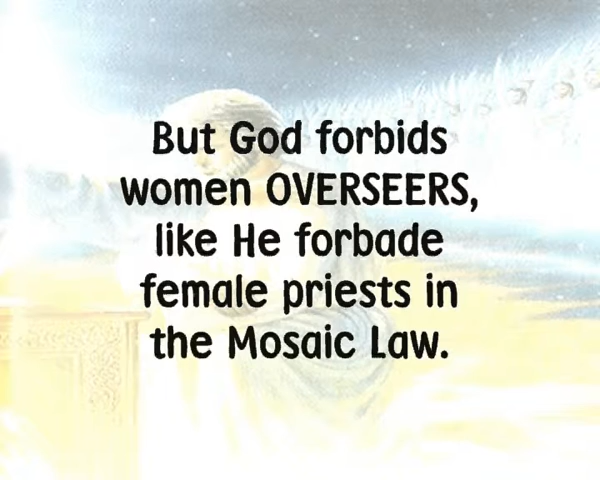 But God forbids
women OVERSEERS,
like He forbade
female priests in
the Mosaic Law.